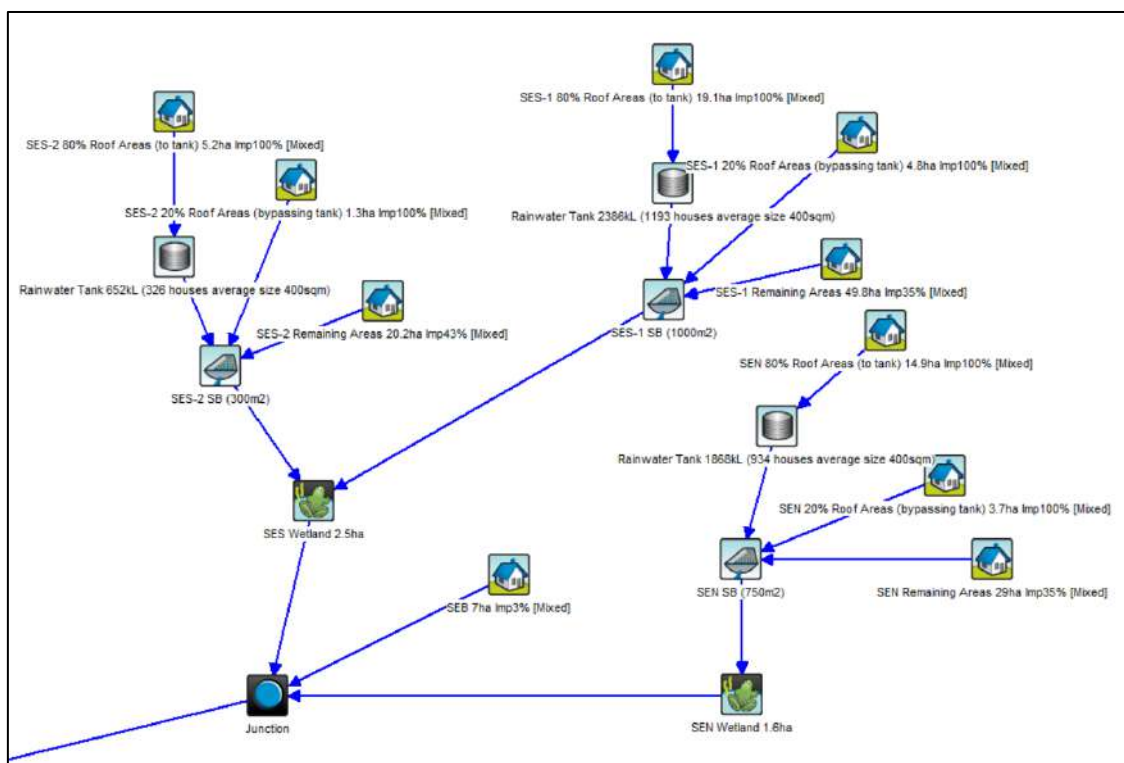 SES-1 80% Roof Areas (to tank) 19.1ha Imp100% [Mixed]
SES-2 80% Roof Areas (to tank) 5.2ha Imp100% [Mixed]
SES-1 20% Roof Areas (bypassing tank) 4.8ha Imp100% [Mixed]
SES-2 20% Roof Areas (bypassing tank) 1.3ha Imp100% [Mixed]
Rainwater Tank 2386kL (1193 houses average size 400sqm)
Rainwater Tank 652kL (326 houses average size 400sqm)
SES-1 Remaining Areas 49.8ha Imp35% [Mixed]
SES-2 Remaining Areas 20.2ha Imp43% [Mixed]
SES-1 SB (1000m2)
SEN 80% Roof Areas (to tank) 14.9ha Imp100% [Mixed]
SES-2 SB (300m2)
Rainwater Tank 1868kL (934 houses average size 400sqm)
SEN 20% Roof Areas (bypassing tank) 3.7ha Imp100% [Mixed]
SES Wetland 2.5ha
SEN SB (750m2)
SEN Remaining Areas 29ha Imp35% [Mixed]
SEB 7ha Imp3% [Mixed]
Junction
SEN Wetland 1.6ha